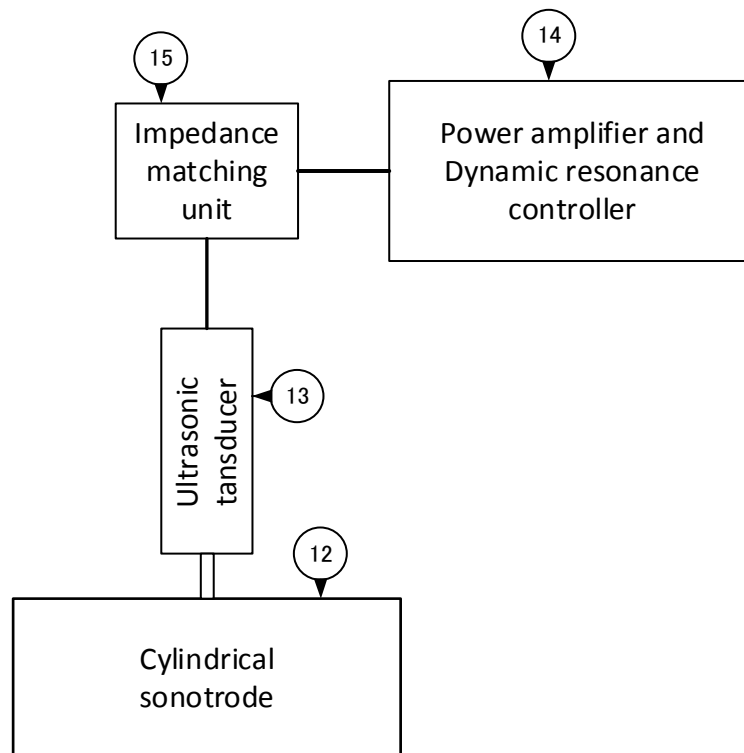 15
14
Impedance
matching
unit
Power amplifier and
Dynamic resonance
controller
Ultrasonic
tansducer
13
12
Cylindrical
sonotrode